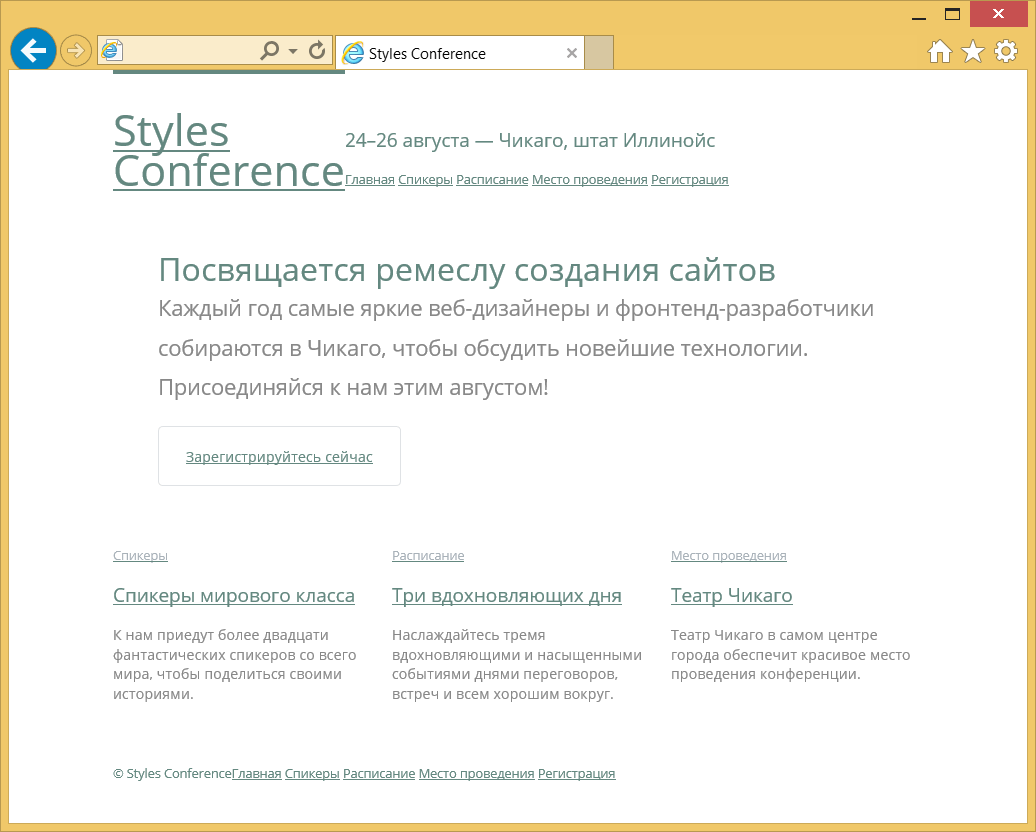 Styles Conference
Styles
Conference
24–26 августа — Чикаго, штат Иллинойс
Главная Спикеры Расписание Место проведения Регистрация
Посвящается ремеслу создания сайтов
Каждый год самые яркие веб-дизайнеры и фронтенд-разработчики
собираются в Чикаго, чтобы обсудить новейшие технологии.
Присоединяйся к нам этим августом!
Зарегистрируйтесь сейчас
Спикеры
Спикеры мирового класса
К нам приедут более двадцати
фантастических спикеров со всего
мира, чтобы поделиться своими
историями.
Расписание
Три вдохновляющих дня
Наслаждайтесь тремя
вдохновляющими и насыщенными
событиями днями переговоров,
встреч и всем хорошим вокруг.
Место проведения
Театр Чикаго
Театр Чикаго в самом центре
города обеспечит красивое место
проведения конференции.
© Styles ConferenceГлавная Спикеры Расписание Место проведения Регистрация